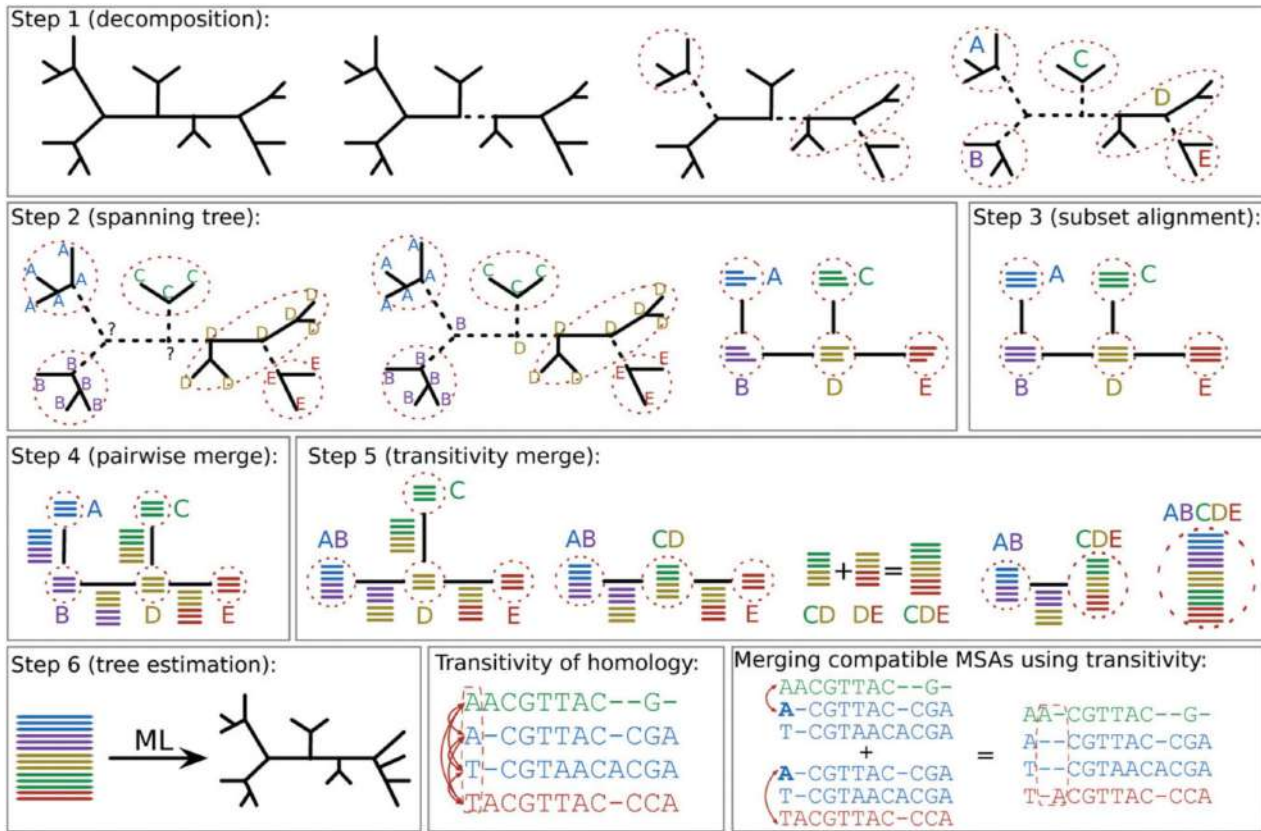 Step 1 (decomposition):
A
C
D
B
E
Step 2 (spanning tree):
A
A
A
A
A
C
C
C
?
?
D
D
D
D
D
D
D
B
B
B
B
B
E
E
E
A
A
A
A
A
C
C
C
B
D
D
D
D
D
D
D
D
B
B
B
B
B
E
E
E
A
C
B
D
E
Step 3 (subset alignment):
A
C
B
D
E
Step 4 (pairwise merge):
A
C
B
D
E
Step 5 (transitivity merge):
C
AB
D
E
AB
CD
E
+
=
CD
DE
CDE
AB
CDE
ABCDE
Step 6 (tree estimation):
ML
Transitivity of homology:
AACGTTAC--G-
A-CGTTAC-CGA
T-CGTAACACGA
TACGTTAC-CCA
Merging compatible MSAs using transitivity:
AACGTTAC--G-
A-CGTTAC-CGA
T-CGTAACACGA
+
A-CGTTAC-CGA
T-CGTAACACGA
TACGTTAC-CCA
=
AA-CGTTAC--G-
A--CGTTAC-CGA
T--CGTAACACGA
T-ACGTTAC-CCA